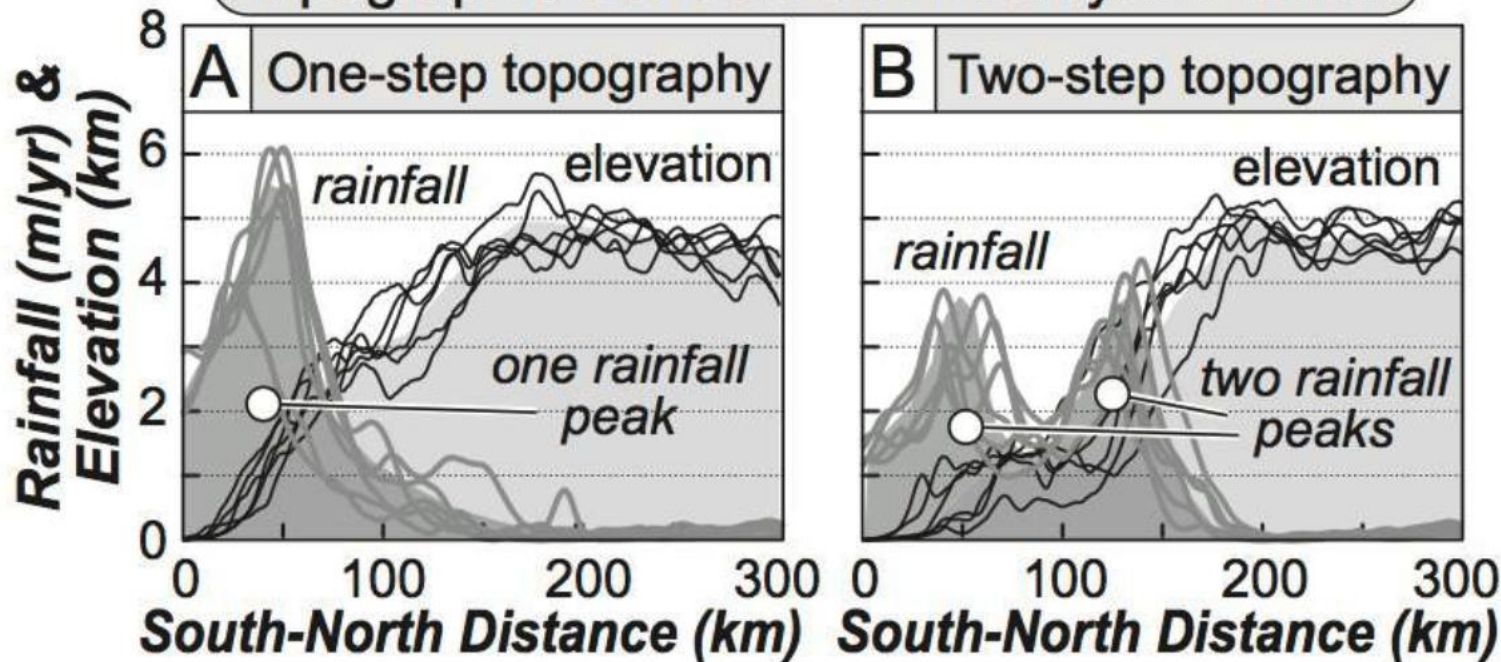 8
A One-step topography
B Two-step topography
Rainfall (m/yr) &
Elevation (km)
6
4
2
0
rainfall
elevation
one rainfall
peak
rainfall
elevation
two rainfall
peaks
0 100 200 300
0 100 200 300
South-North Distance (km)
South-North Distance (km)